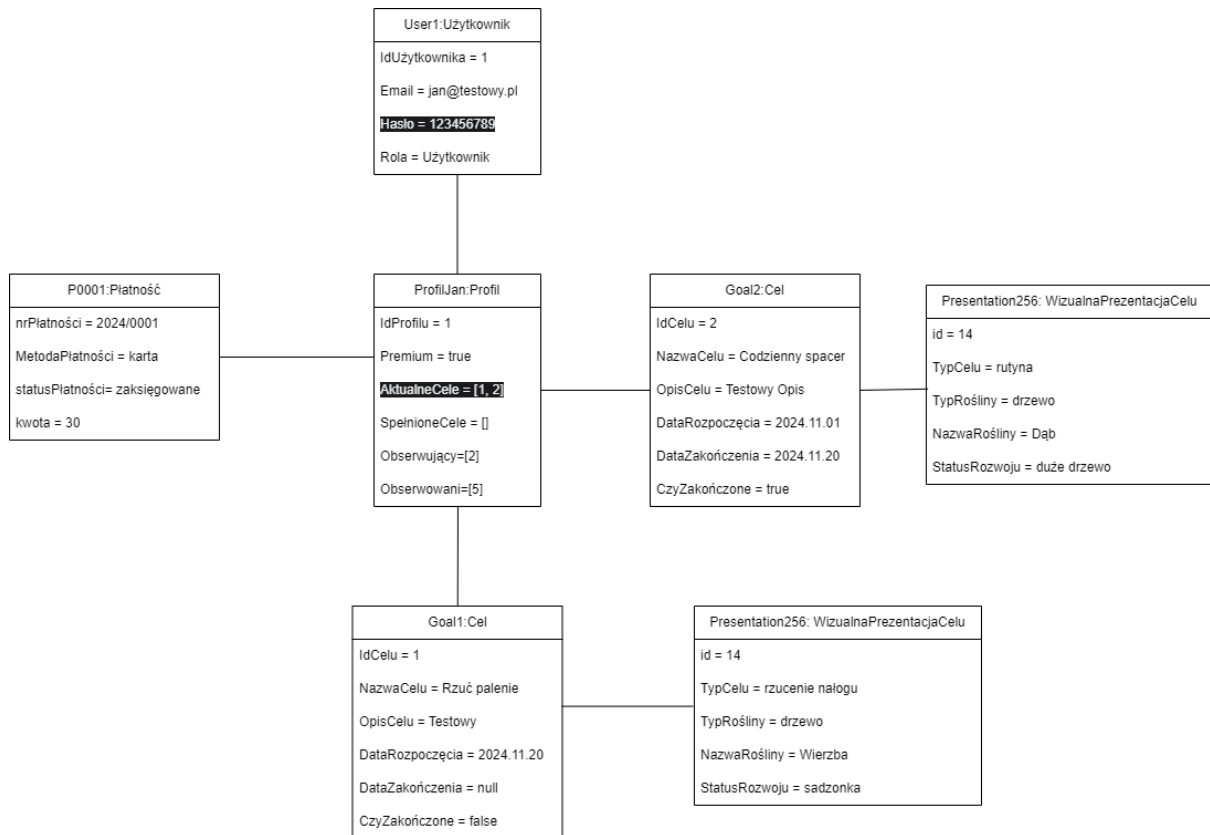 User1:Użytkownik
IdUżytkownika = 1
Email = jan@testowy.pl
Hasło = 123456789
Rola = Użytkownik
P0001:Płatność
nrPłatności = 2024/0001
MetodaPłatności = karta
statusPłatności= zaksięgowane
kwota = 30
ProfilJan:Profil
IdProfilu = 1
Premium = true
AktualneCele = [1, 2]
SpełnioneCele = []
Obserwujący=[2]
Obserwowani=[5]
Goal2:Cel
IdCelu = 2
NazwaCelu = Codzienny spacer
OpisCelu = Testowy Opis
DataRozpoczęcia = 2024.11.01
DataZakończenia = 2024.11.20
CzyZakończone = true
Presentation256: WizualnaPrezentacjaCelu
id = 14
TypCelu = rutyna
TypRośliny = drzewo
NazwaRośliny = Dąb
StatusRozwoju = duże drzewo
Goal1:Cel
IdCelu = 1
NazwaCelu = Rzuć palenie
OpisCelu = Testowy
DataRozpoczęcia = 2024.11.20
DataZakończenia = null
CzyZakończone = false
Presentation256: WizualnaPrezentacjaCelu
id = 14
TypCelu = rzucenie nałogu
TypRośliny = drzewo
NazwaRośliny = Wierzba
StatusRozwoju = sadzonka